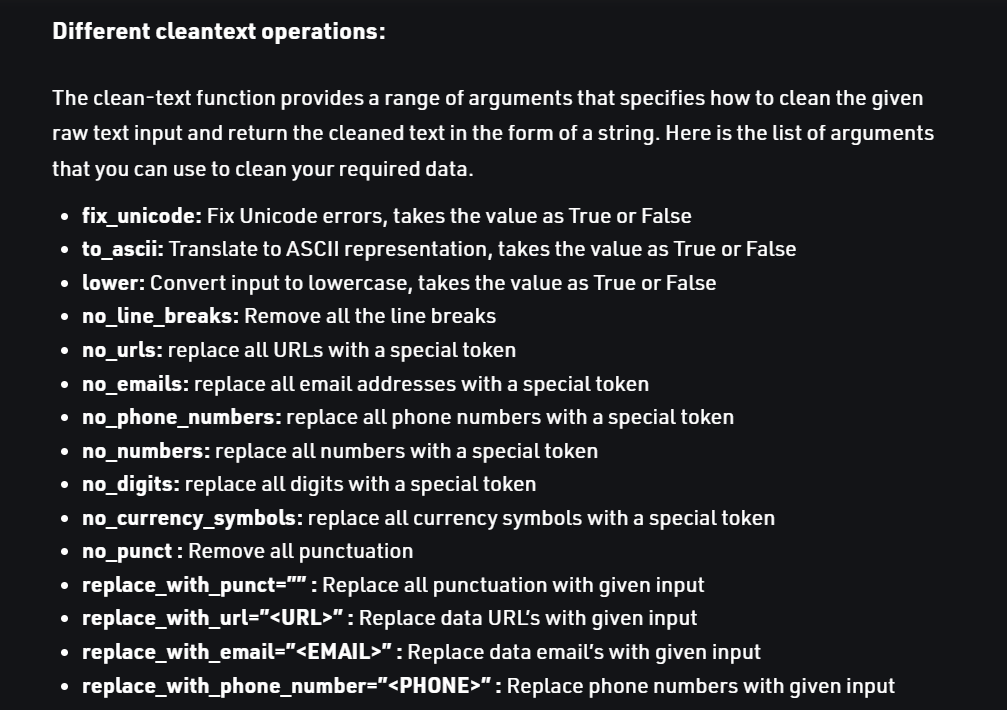 Different cleantext operations:
The clean-text function provides a range of arguments that specifies how to clean the given
raw text input and return the cleaned text in the form of a string. Here is the list of arguments
that you can use to clean your required data.
• fix_unicode: Fix Unicode errors, takes the value as True or False
• to_ascii: Translate to ASCII representation, takes the value as True or False
• lower: Convert input to lowercase, takes the value as True or False
• no_line_breaks: Remove all the line breaks
• no_urls: replace all URLs with a special token
• no_emails: replace all email addresses with a special token
• no_phone_numbers: replace all phone numbers with a special token
• no_numbers: replace all numbers with a special token
• no_digits: replace all digits with a special token
• no_currency_symbols: replace all currency symbols with a special token
• no_punct : Remove all punctuation
• replace_with_punct=”” : Replace all punctuation with given input
• replace_with_url=”<URL>” : Replace data URL’s with given input
• replace_with_email=”<EMAIL>” : Replace data email’s with given input
• replace_with_phone_number=”<PHONE>” : Replace phone numbers with given input